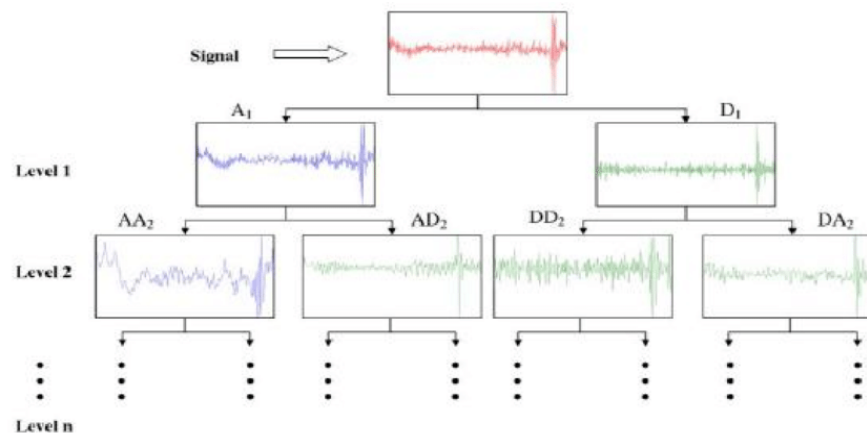 Signal
A₁ D₁
Level 1
AA₂ AD₂ DD₂ DA₂
Level 2
Level n